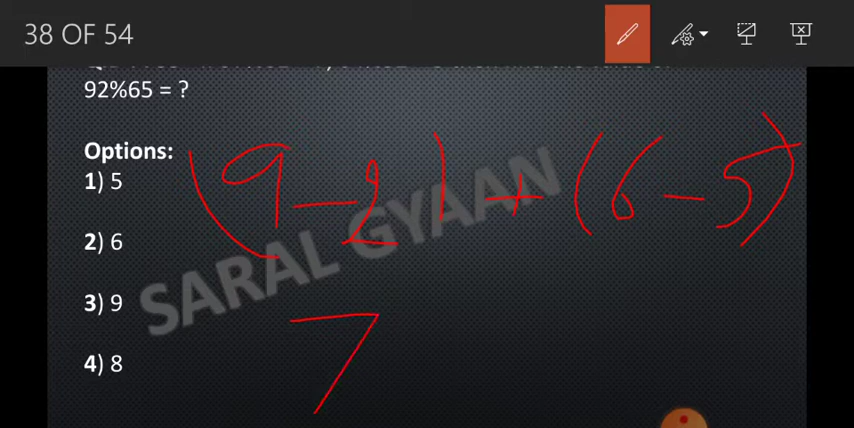 38 OF 54
92%65 = ?
Options:
(9-2)+(6-5)
1) 5
2) 6
SARAL GYAAN
3) 9
7
4) 8